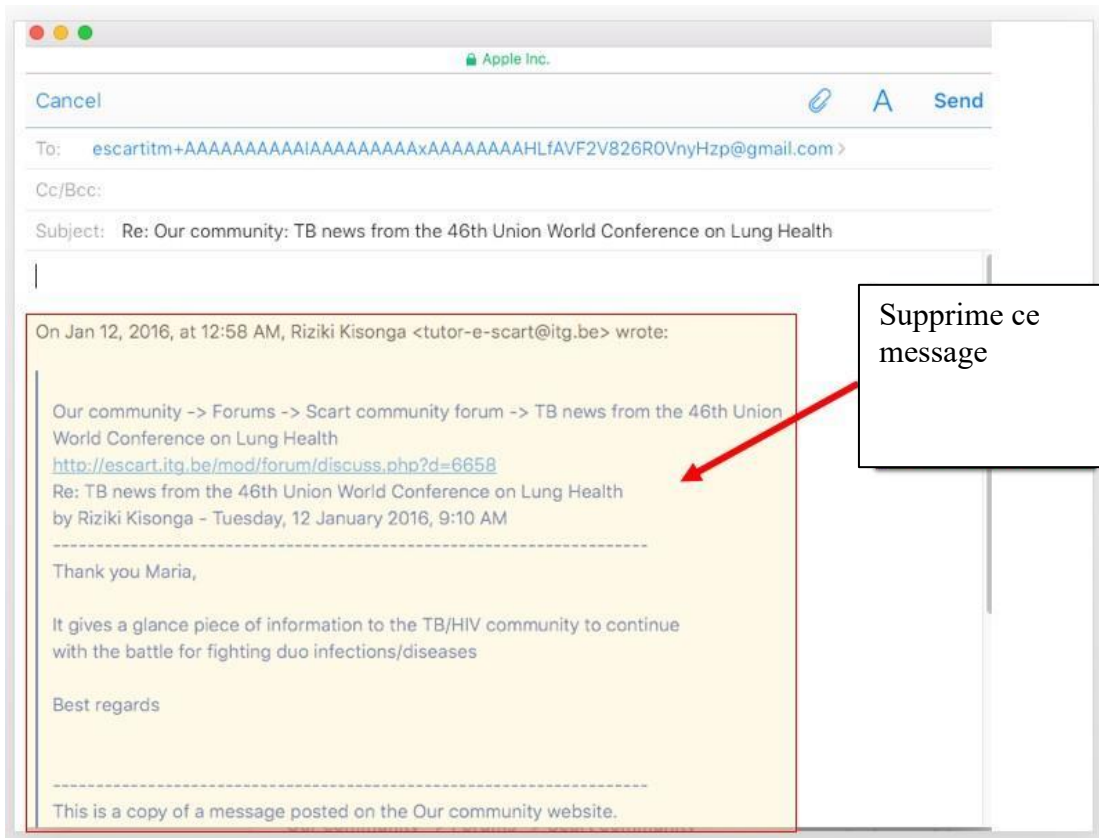 Apple Inc.
Cancel A Send
To: escartitm+AAAAAAAAAAIAAAAAAAAAxAAAAAAAAHLfAVF2V826R0VnyHzp@gmail.com >
Cc/Bcc:
Subject: Re: Our community: TB news from the 46th Union World Conference on Lung Health
Supprime ce
message
On Jan 12, 2016, at 12:58 AM, Riziki Kisonga <tutor-e-scart@itg.be> wrote:
Our community -> Forums -> Scart community forum -> TB news from the 46th Union
World Conference on Lung Health
http://escart.itg.be/mod/forum/discuss.php?d=6658
Re: TB news from the 46th Union World Conference on Lung Health
by Riziki Kisonga - Tuesday, 12 January 2016, 9:10 AM
---------------------------------------------------------------------
Thank you Maria,
It gives a glance piece of information to the TB/HIV community to continue
with the battle for fighting duo infections/diseases
Best regards
---------------------------------------------------------------------
This is a copy of a message posted on the Our community website.